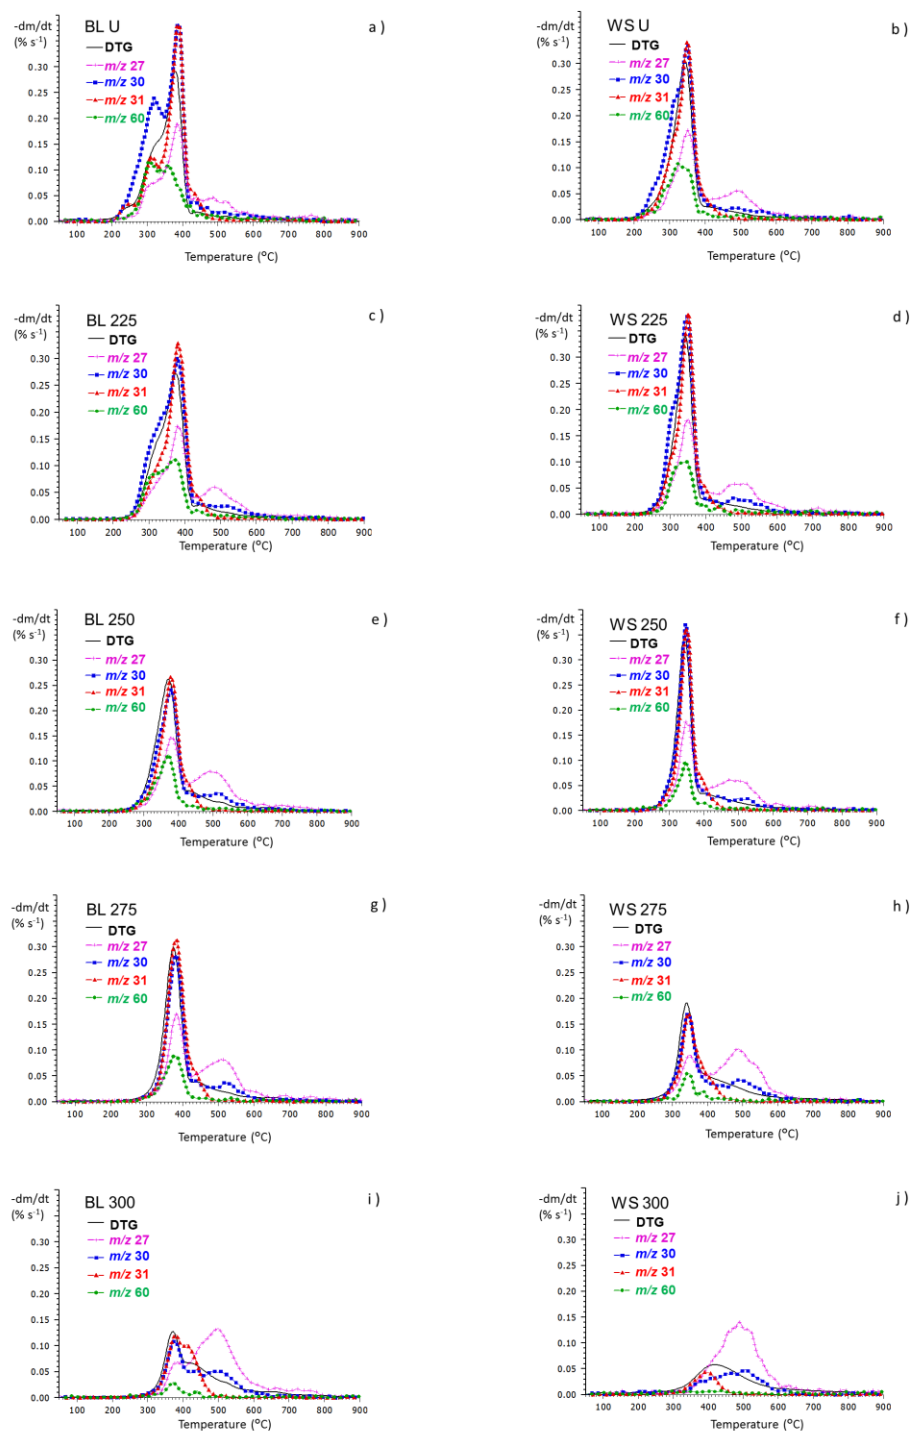 -dm/dt
(% s⁻¹)
BL U
a )
DTG
m/z 27
m/z 30
m/z 31
m/z 60
0.30
0.25
0.20
0.15
0.10
0.05
0.00
100 200 300 400 500 600 700 800 900
Temperature (°C)
-dm/dt
(% s⁻¹)
WS U
b )
DTG
m/z 27
m/z 30
m/z 31
m/z 60
0.30
0.25
0.20
0.15
0.10
0.05
0.00
100 200 300 400 500 600 700 800 900
Temperature (°C)
-dm/dt
(% s⁻¹)
BL 225
c )
DTG
m/z 27
m/z 30
m/z 31
m/z 60
0.30
0.25
0.20
0.15
0.10
0.05
0.00
100 200 300 400 500 600 700 800 900
Temperature (°C)
-dm/dt
(% s⁻¹)
WS 225
d )
DTG
m/z 27
m/z 30
m/z 31
m/z 60
0.30
0.25
0.20
0.15
0.10
0.05
0.00
100 200 300 400 500 600 700 800 900
Temperature (°C)
-dm/dt
(% s⁻¹)
BL 250
e )
DTG
m/z 27
m/z 30
m/z 31
m/z 60
0.30
0.25
0.20
0.15
0.10
0.05
0.00
100 200 300 400 500 600 700 800 900
Temperature (°C)
-dm/dt
(% s⁻¹)
WS 250
f )
DTG
m/z 27
m/z 30
m/z 31
m/z 60
0.30
0.25
0.20
0.15
0.10
0.05
0.00
100 200 300 400 500 600 700 800 900
Temperature (°C)
-dm/dt
(% s⁻¹)
BL 275
g )
DTG
m/z 27
m/z 30
m/z 31
m/z 60
0.30
0.25
0.20
0.15
0.10
0.05
0.00
100 200 300 400 500 600 700 800 900
Temperature (°C)
-dm/dt
(% s⁻¹)
WS 275
h )
DTG
m/z 27
m/z 30
m/z 31
m/z 60
0.30
0.25
0.20
0.15
0.10
0.05
0.00
100 200 300 400 500 600 700 800 900
Temperature (°C)
-dm/dt
(% s⁻¹)
BL 300
i )
DTG
m/z 27
m/z 30
m/z 31
m/z 60
0.30
0.25
0.20
0.15
0.10
0.05
0.00
100 200 300 400 500 600 700 800 900
Temperature (°C)
-dm/dt
(% s⁻¹)
WS 300
j )
DTG
m/z 27
m/z 30
m/z 31
m/z 60
0.30
0.25
0.20
0.15
0.10
0.05
0.00
100 200 300 400 500 600 700 800 900
Temperature (°C)